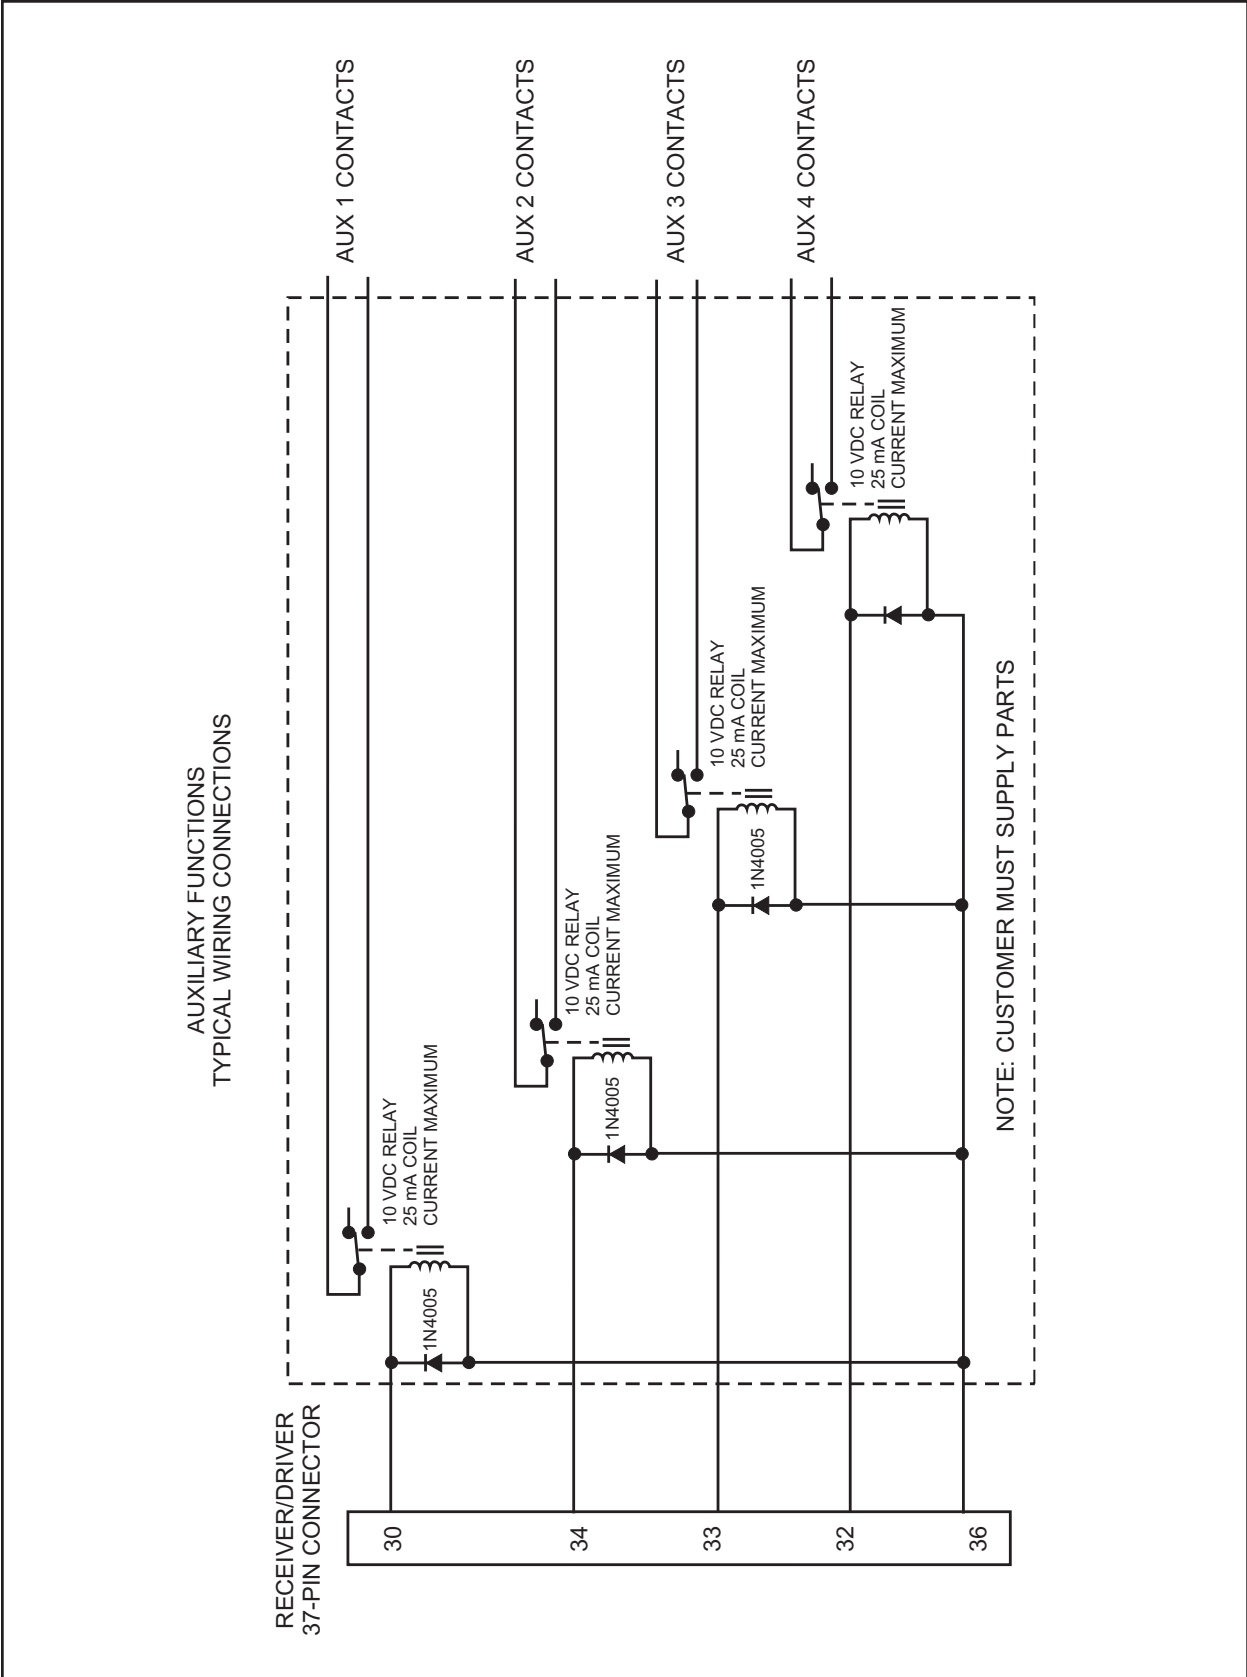 AUXILIARY FUNCTIONS
TYPICAL WIRING CONNECTIONS
RECEIVER/DRIVER
37-PIN CONNECTOR
30
34
33
32
36
1N4005
10 VDC RELAY
25 mA COIL
CURRENT MAXIMUM
AUX 1 CONTACTS
1N4005
10 VDC RELAY
25 mA COIL
CURRENT MAXIMUM
AUX 2 CONTACTS
1N4005
10 VDC RELAY
25 mA COIL
CURRENT MAXIMUM
AUX 3 CONTACTS
10 VDC RELAY
25 mA COIL
CURRENT MAXIMUM
AUX 4 CONTACTS
NOTE: CUSTOMER MUST SUPPLY PARTS